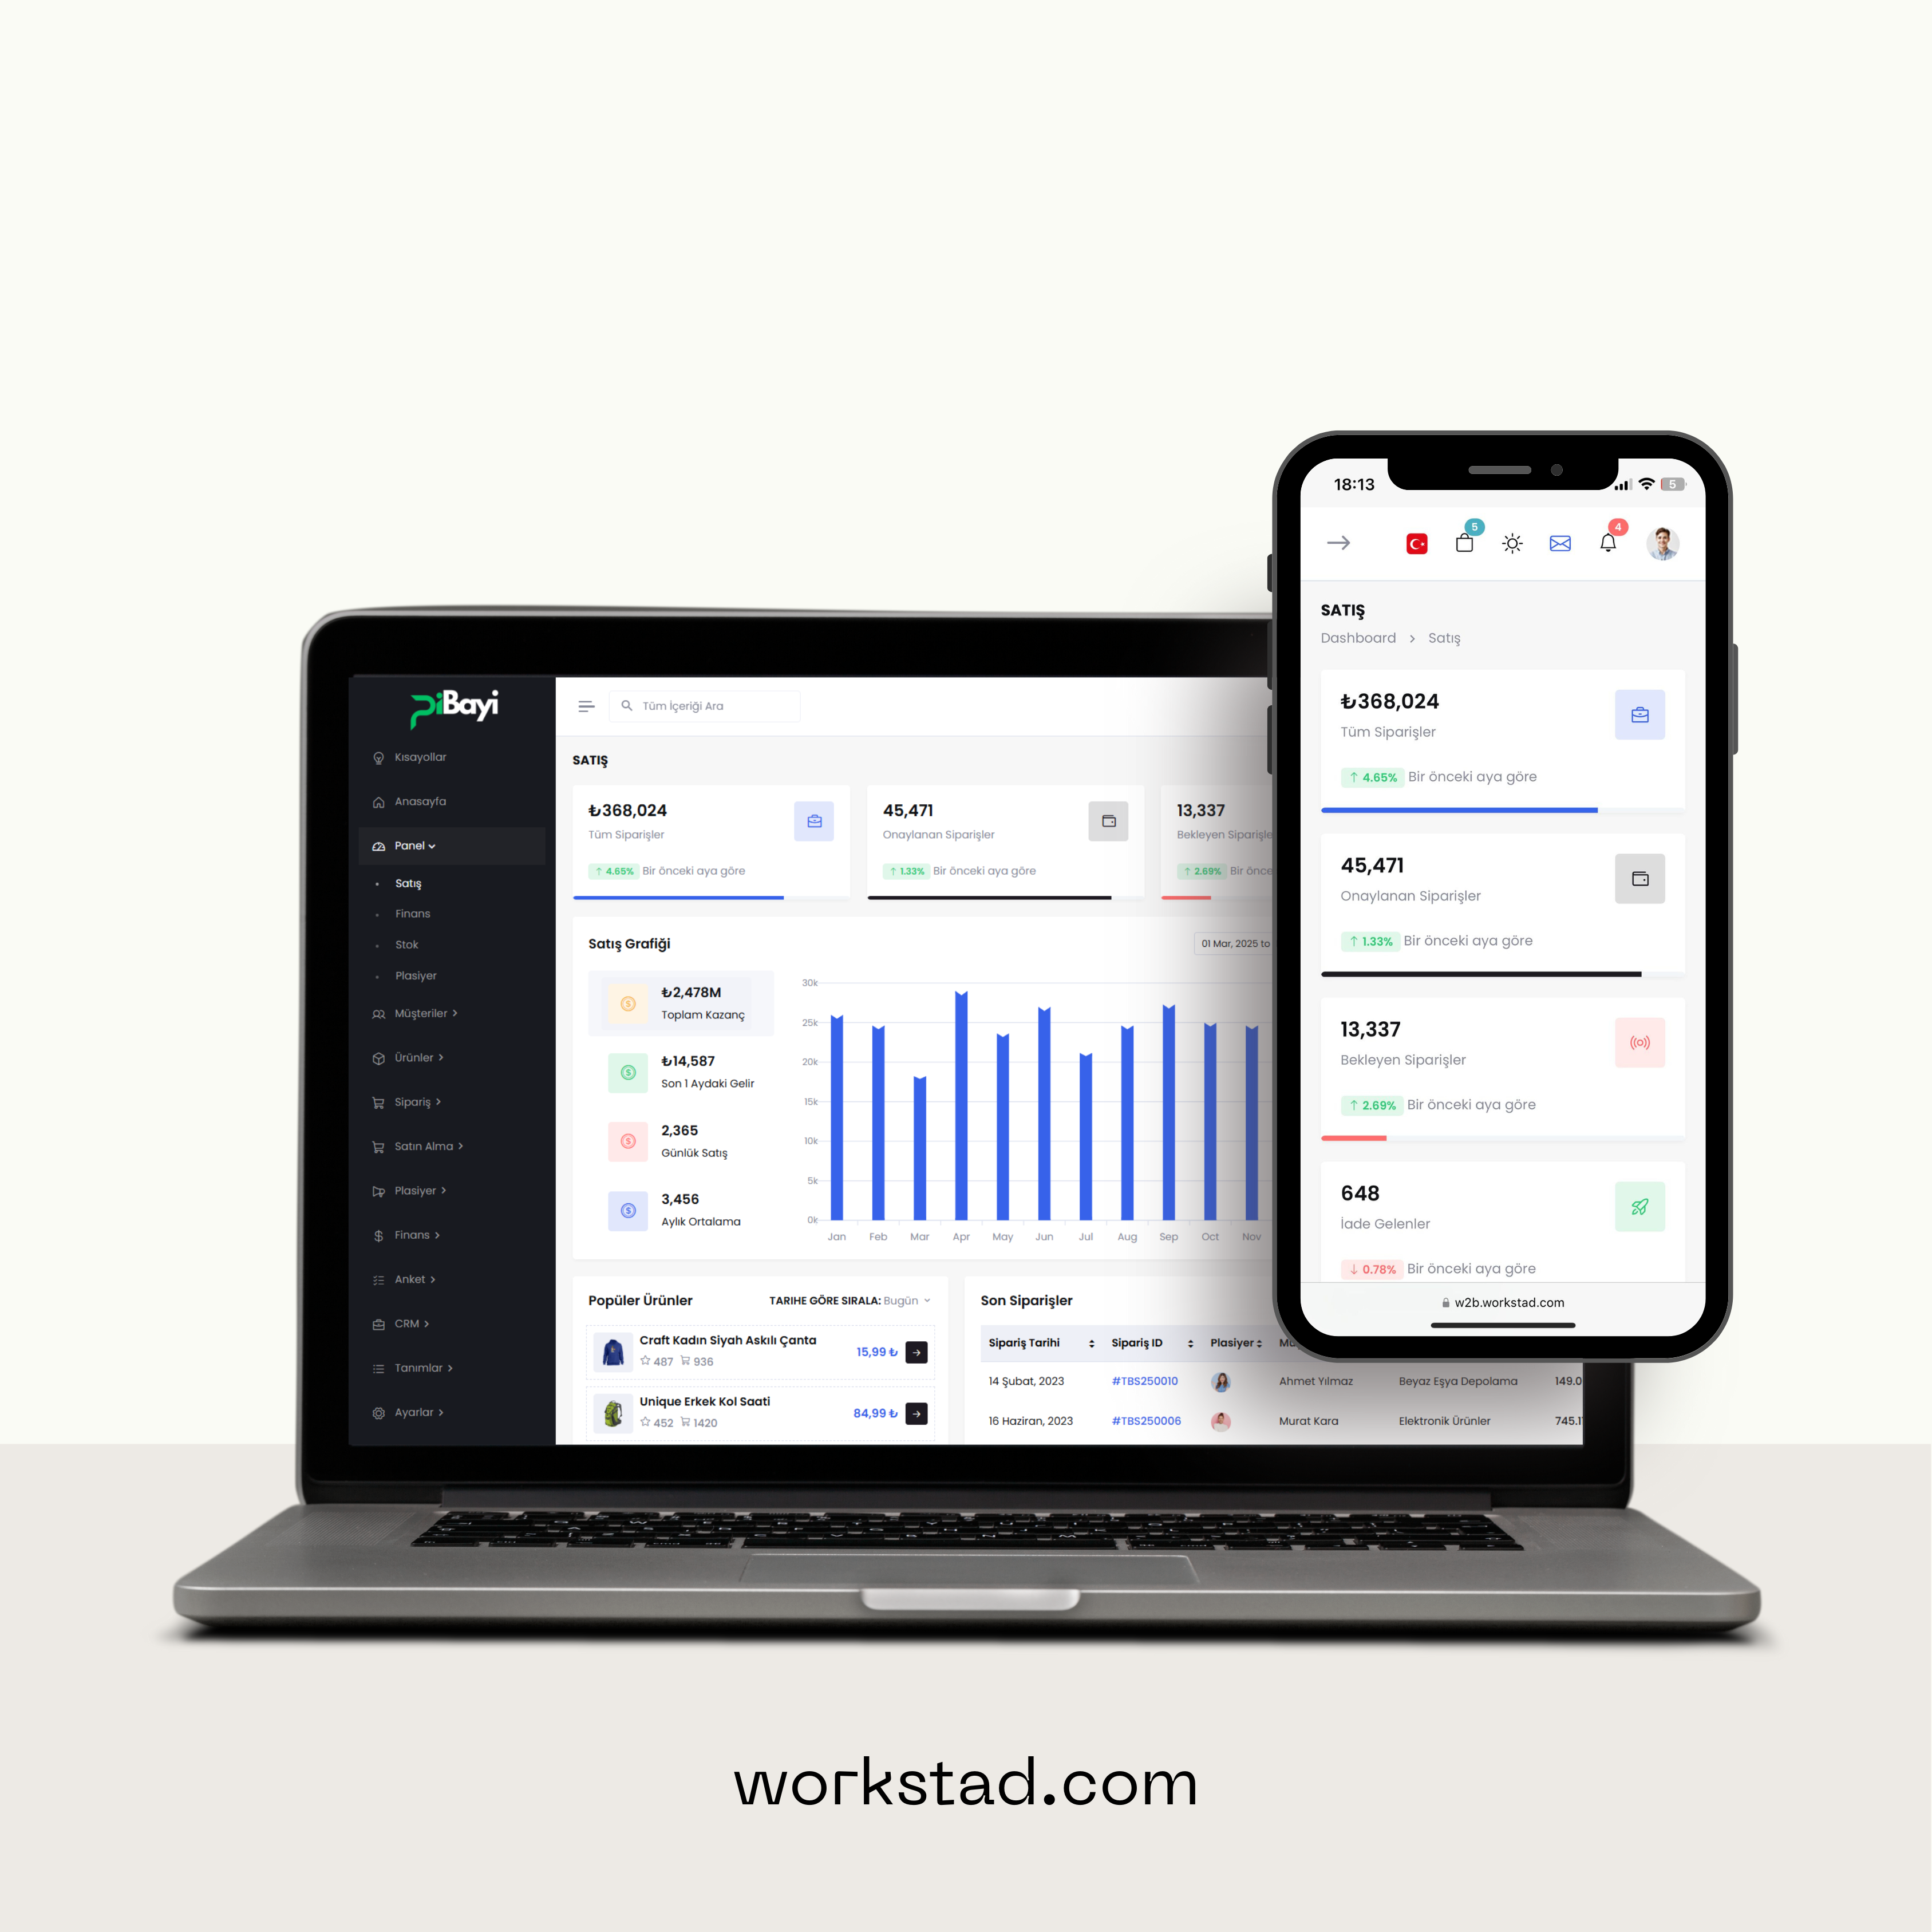 piBayi
Kısayollar
Anasayfa
Panel
Satış
Finans
Stok
Plasiyer
Müşteriler
Ürünler
Sipariş
Satın Alma
Plasiyer
Finans
Anket
CRM
Tanımlar
Ayarlar
Tüm İçeriği Ara
SATIŞ
₺368,024
Tüm Siparişler
↑ 4.65% Bir önceki aya göre
45,471
Onaylanan Siparişler
↑ 1.33% Bir önceki aya göre
13,337
Bekleyen Siparişle
↑ 2.69% Bir önce
Satış Grafiği
01 Mar, 2025 to
₺2,478M
Toplam Kazanç
₺14,587
Son 1 Aydaki Gelir
2,365
Günlük Satış
3,456
Aylık Ortalama
30k
25k
20k
15k
10k
5k
0k
Jan Feb Mar Apr May Jun Jul Aug Sep Oct Nov
Popüler Ürünler
TARIHE GÖRE SIRALA: Bugün
Craft Kadın Siyah Askılı Çanta
487 936
15,99 ₺
Unique Erkek Kol Saati
452 1420
84,99 ₺
Son Siparişler
Sipariş Tarihi Sipariş ID Plasiyer
14 Şubat, 2023 #TBS250010 Ahmet Yılmaz Beyaz Eşya Depolama 149.0
16 Haziran, 2023 #TBS250006 Murat Kara Elektronik Ürünler 745.1
18:13
5
5
4
SATIŞ
Dashboard > Satış
₺368,024
Tüm Siparişler
↑ 4.65% Bir önceki aya göre
45,471
Onaylanan Siparişler
↑ 1.33% Bir önceki aya göre
13,337
Bekleyen Siparişler
↑ 2.69% Bir önceki aya göre
648
İade Gelenler
↓ 0.78% Bir önceki aya göre
w2b.workstad.com
workstad.com